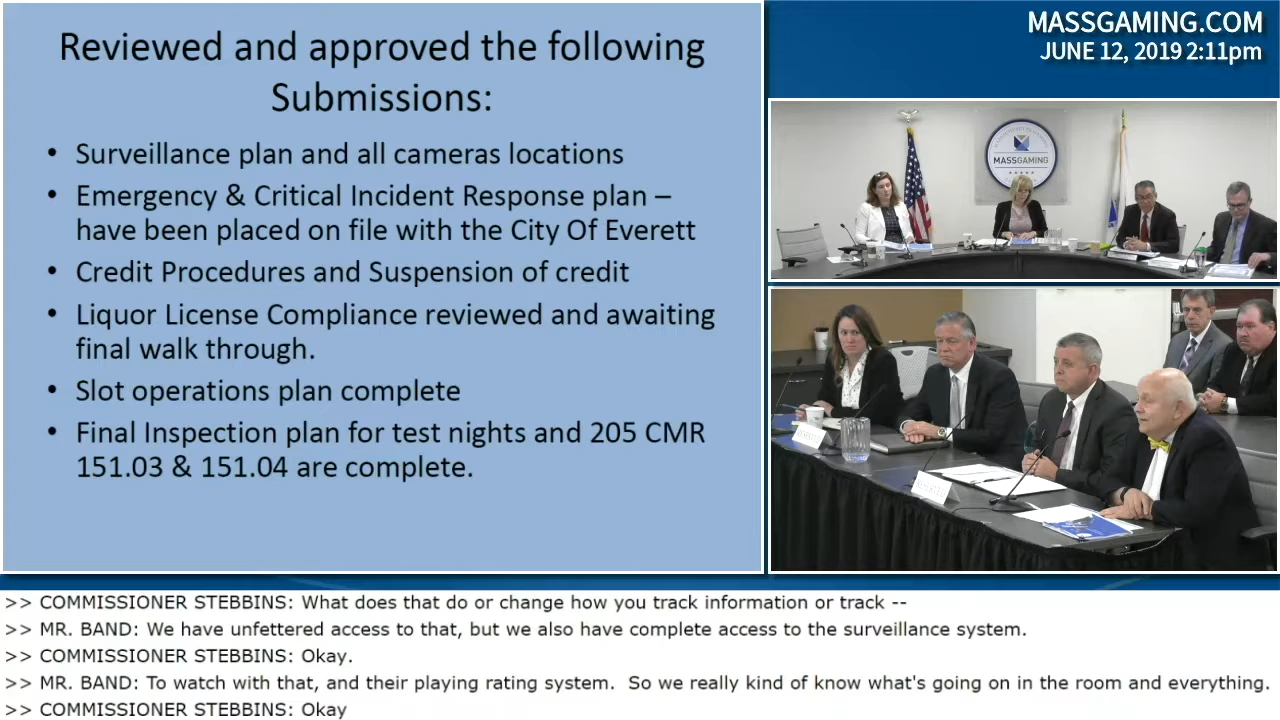 Reviewed and approved the following
Submissions:
• Surveillance plan and all cameras locations
• Emergency & Critical Incident Response plan –
have been placed on file with the City Of Everett
• Credit Procedures and Suspension of credit
• Liquor License Compliance reviewed and awaiting
final walk through.
• Slot operations plan complete
• Final Inspection plan for test nights and 205 CMR
151.03 & 151.04 are complete.
MASSGAMING.COM
JUNE 12, 2019 2:11pm
MASSGAMING
>> COMMISSIONER STEBBINS: What does that do or change how you track information or track --
>> MR. BAND: We have unfettered access to that, but we also have complete access to the surveillance system.
>> COMMISSIONER STEBBINS: Okay.
>> MR. BAND: To watch with that, and their playing rating system.  So we really kind of know what's going on in the room and everything.
>> COMMISSIONER STEBBINS: Okay